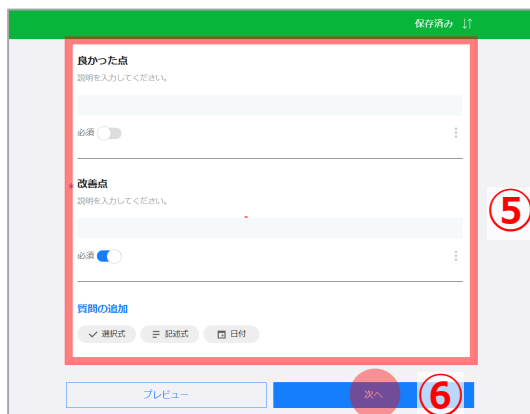 保存済み
良かった点
説明を入力してください。
必須
* 改善点
説明を入力してください。
必須
⑤
質問の追加
選択式 記述式 日付
プレビュー 次へ ⑥